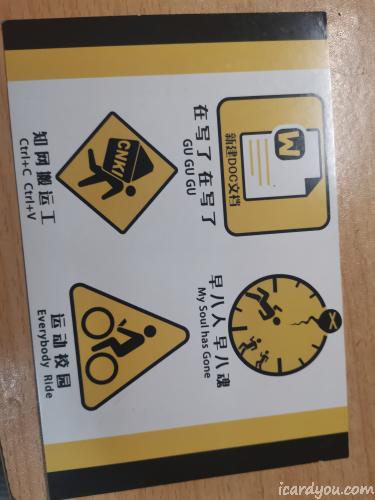 新建DOC文档
W
在写了 在写了
GU GU GU
早八人 早八魂
My Soul has Gone
CNKI
知网搬运工
Ctrl+C Ctrl+V
运动校园
Everybody Ride
icardyou.com